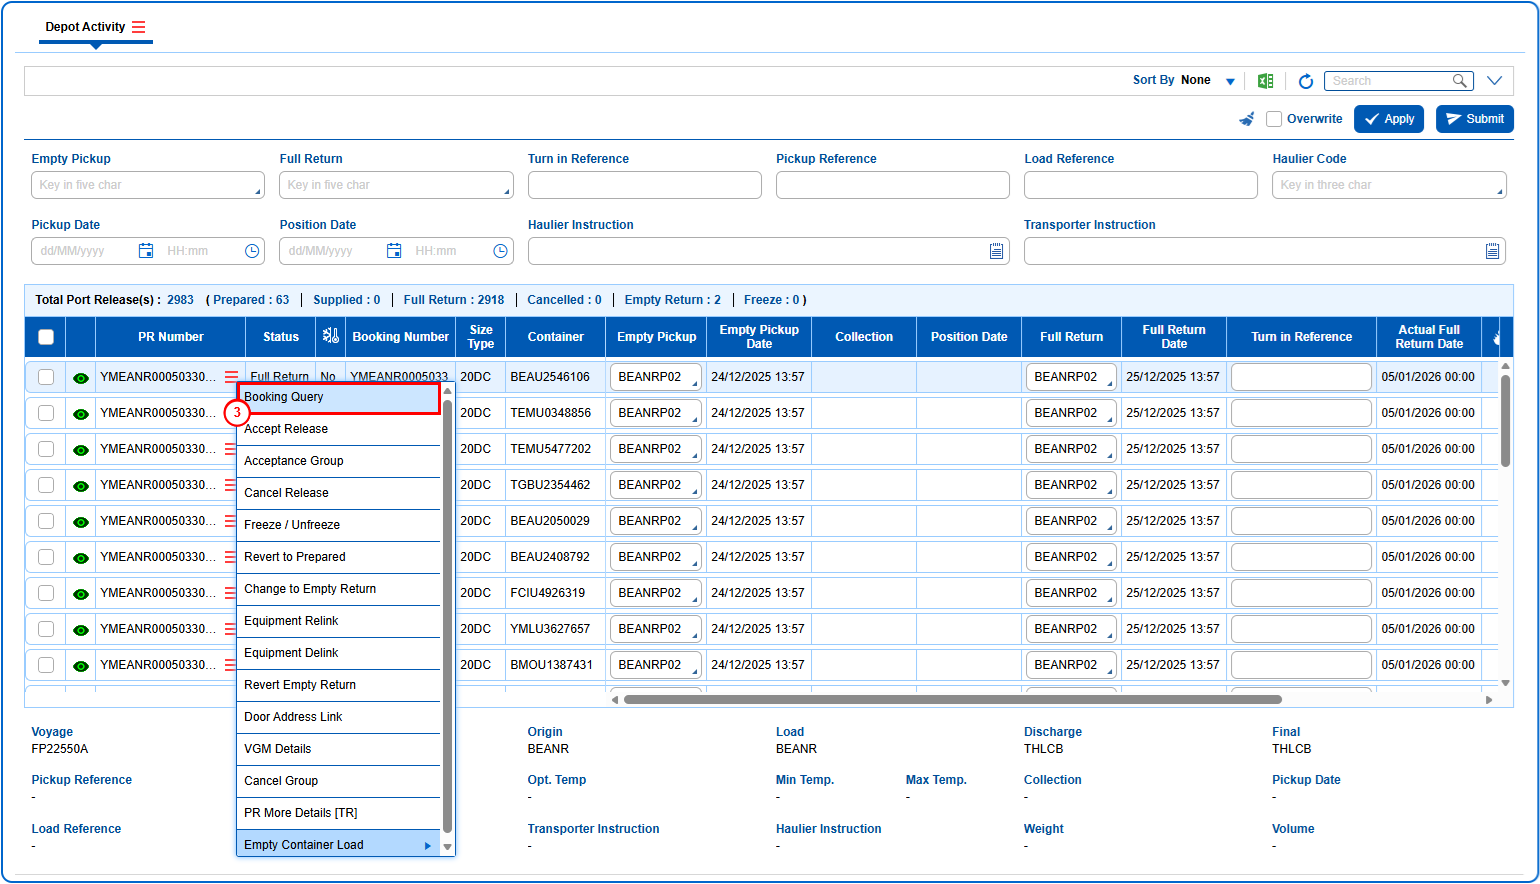 Depot Activity
Sort By None Search
Overwrite Apply Submit
Empty Pickup Full Return Turn in Reference Pickup Reference Load Reference Haulier Code
Key in five char Key in five char Key in three char
Pickup Date Position Date Haulier Instruction Transporter Instruction
dd/MM/yyyy HH:mm dd/MM/yyyy HH:mm
Total Port Release(s) : 2983 ( Prepared : 63 | Supplied : 0 | Full Return : 2918 | Cancelled : 0 | Empty Return : 2 | Freeze : 0 )
PR Number Status Booking Number Size Type Container Empty Pickup Empty Pickup Date Collection Position Date Full Return Full Return Date Turn in Reference Actual Full Return Date
YMEANR00050330... Full Return No YMEANR0005033 20DC BEAU2546106 BEANRP02 24/12/2025 13:57 BEANRP02 25/12/2025 13:57 05/01/2026 00:00
YMEANR00050330... 20DC TEMU0348856 BEANRP02 24/12/2025 13:57 BEANRP02 25/12/2025 13:57 05/01/2026 00:00
YMEANR00050330... 20DC TEMU5477202 BEANRP02 24/12/2025 13:57 BEANRP02 25/12/2025 13:57 05/01/2026 00:00
YMEANR00050330... 20DC TGBU2354462 BEANRP02 24/12/2025 13:57 BEANRP02 25/12/2025 13:57 05/01/2026 00:00
YMEANR00050330... 20DC BEAU2050029 BEANRP02 24/12/2025 13:57 BEANRP02 25/12/2025 13:57 05/01/2026 00:00
YMEANR00050330... 20DC BEAU2408792 BEANRP02 24/12/2025 13:57 BEANRP02 25/12/2025 13:57 05/01/2026 00:00
YMEANR00050330... 20DC FCIU4926319 BEANRP02 24/12/2025 13:57 BEANRP02 25/12/2025 13:57 05/01/2026 00:00
YMEANR00050330... 20DC YMLU3627657 BEANRP02 24/12/2025 13:57 BEANRP02 25/12/2025 13:57 05/01/2026 00:00
YMEANR00050330... 20DC BMOU1387431 BEANRP02 24/12/2025 13:57 BEANRP02 25/12/2025 13:57 05/01/2026 00:00
Booking Query
3
Accept Release
Acceptance Group
Cancel Release
Freeze / Unfreeze
Revert to Prepared
Change to Empty Return
Equipment Relink
Equipment Delink
Revert Empty Return
Door Address Link
VGM Details
Cancel Group
PR More Details [TR]
Empty Container Load
Voyage Origin Load Discharge Final
FP22550A BEANR BEANR THLCB THLCB
Pickup Reference Opt. Temp Min Temp. Max Temp. Collection Pickup Date
- - - - - -
Load Reference Transporter Instruction Haulier Instruction Weight Volume
- - - - -